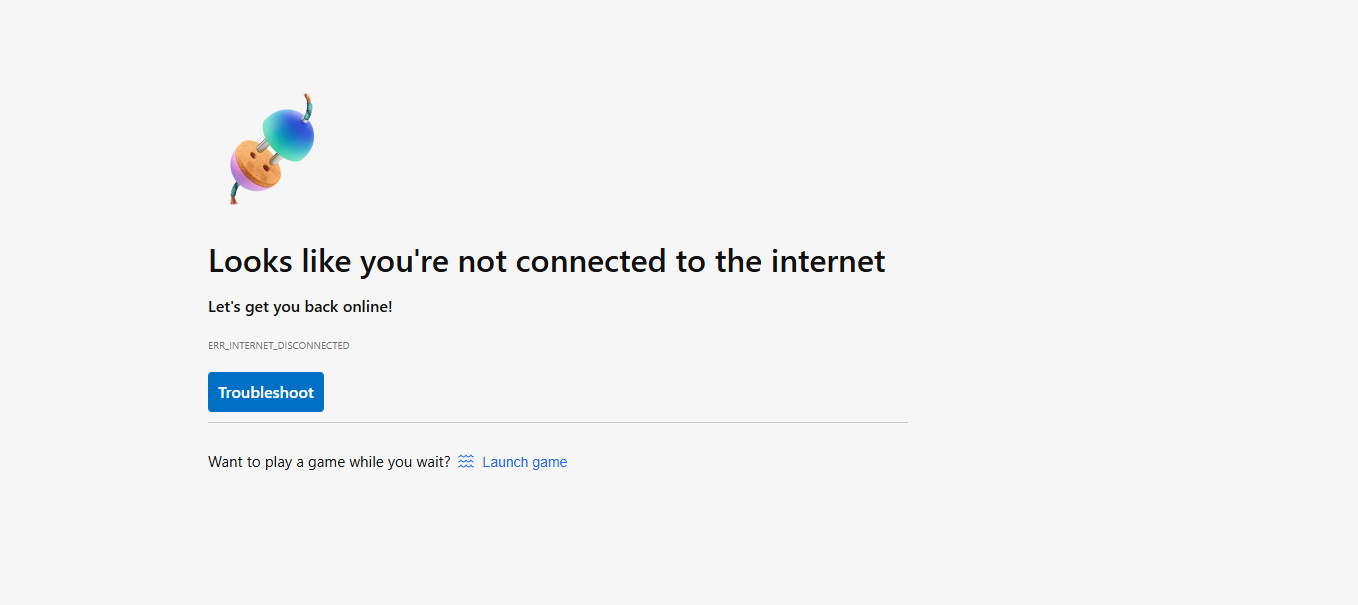 Looks like you're not connected to the internet
Let's get you back online!
ERR_INTERNET_DISCONNECTED
Troubleshoot
Want to play a game while you wait? Launch game